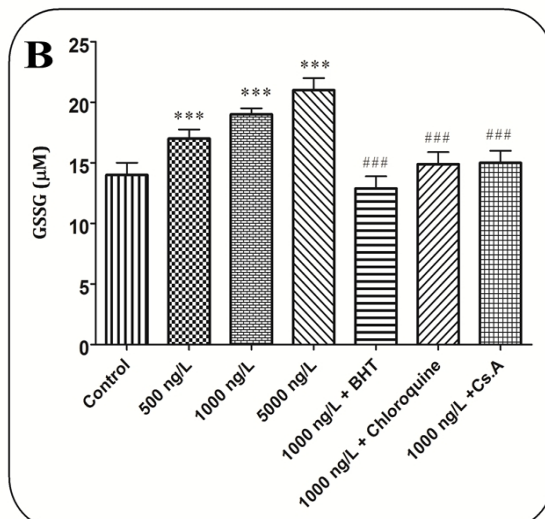 B
25
20
15
10
5
0
GSSG (μM)
***
***
***
###
###
###
Control
500 ng/L
1000 ng/L
5000 ng/L
1000 ng/L + BHT
1000 ng/L + Chloroquine
1000 ng/L +Cs.A